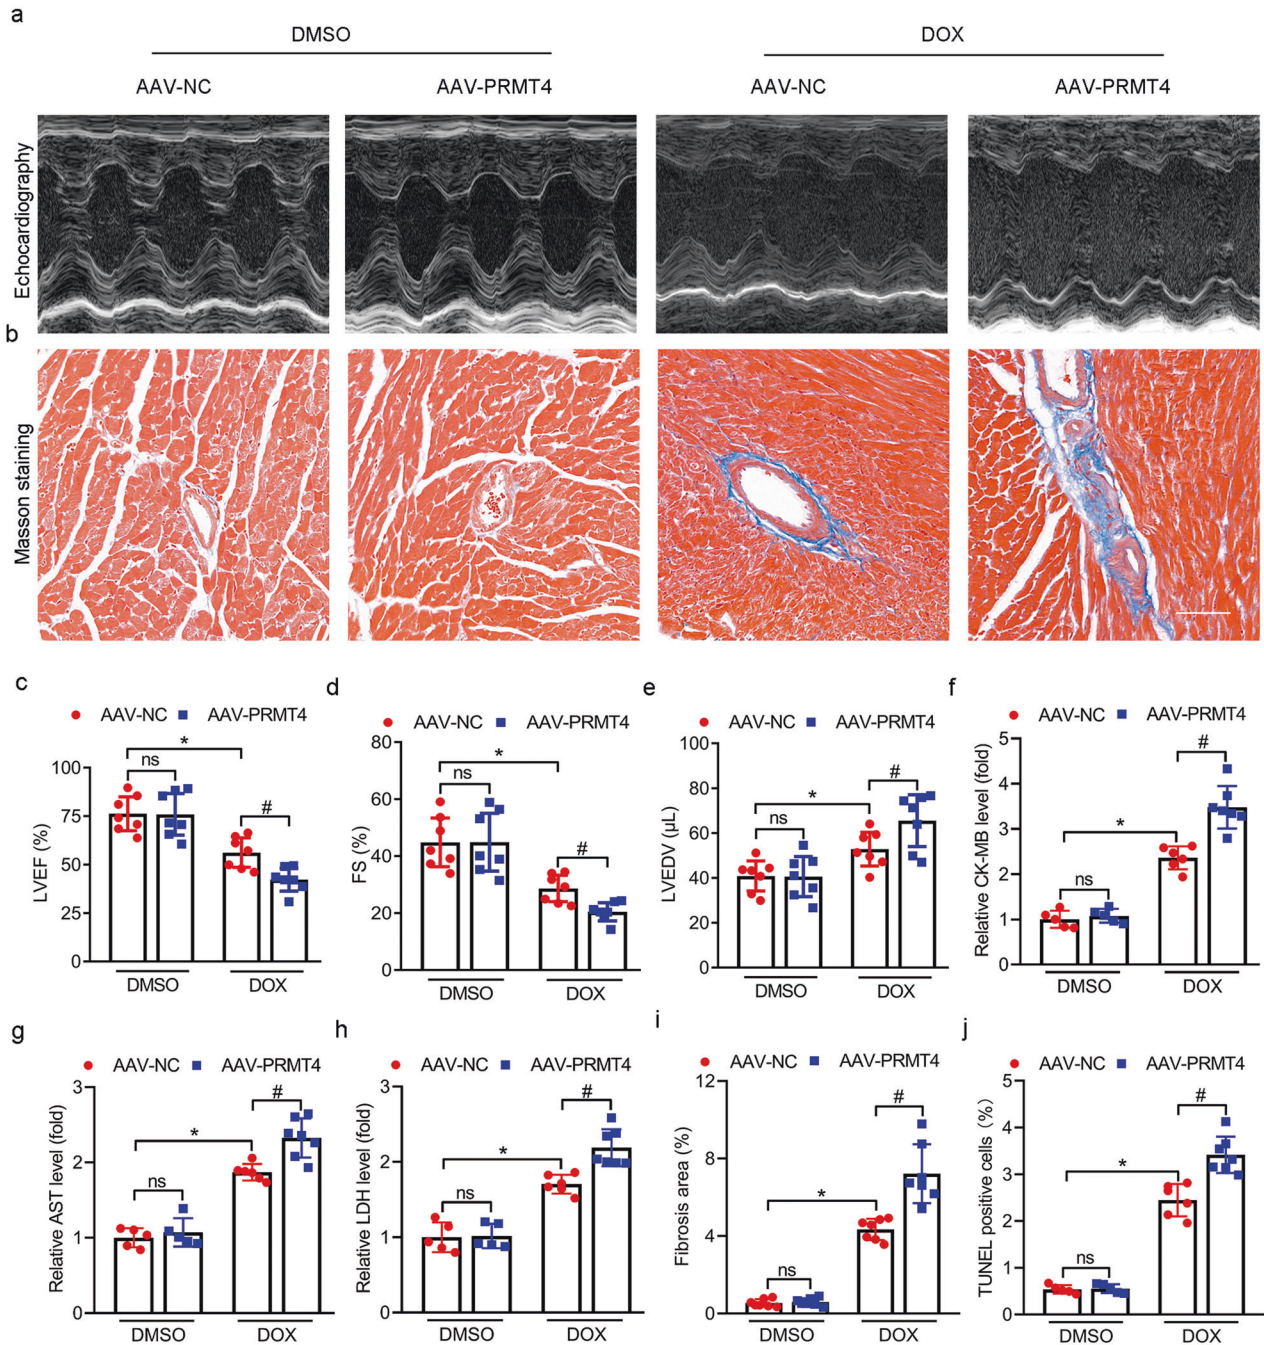 a
DMSO
DOX
AAV-NC
AAV-PRMT4
AAV-NC
AAV-PRMT4
Echocardiography
b
Masson staining
c
AAV-NC AAV-PRMT4
LVEF (%)
100
75
50
25
0
*
ns
#
DMSO DOX
d
AAV-NC AAV-PRMT4
FS (%)
80
60
40
20
0
*
ns
#
DMSO DOX
e
AAV-NC AAV-PRMT4
LVEDV (μL)
100
80
60
40
20
0
#
*
ns
DMSO DOX
f
AAV-NC AAV-PRMT4
Relative CK-MB level (fold)
5
4
3
2
1
0
#
*
ns
DMSO DOX
g
AAV-NC AAV-PRMT4
Relative AST level (fold)
3
2
1
0
#
*
ns
DMSO DOX
h
AAV-NC AAV-PRMT4
Relative LDH level (fold)
3
2
1
0
#
*
ns
DMSO DOX
i
AAV-NC AAV-PRMT4
Fibrosis area (%)
12
8
4
0
#
*
ns
DMSO DOX
j
AAV-NC AAV-PRMT4
TUNEL positive cells (%)
5
4
3
2
1
0
#
*
ns
DMSO DOX